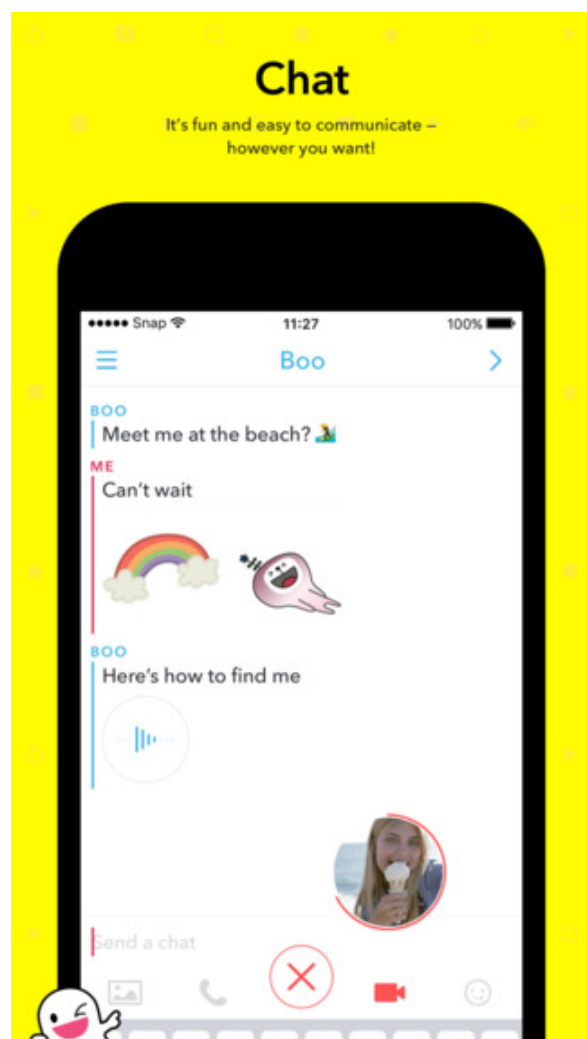 Chat
It's fun and easy to communicate –
however you want!
●●●●● Snap 11:27 100%
Boo
BOO
Meet me at the beach? 🏄
ME
Can't wait
BOO
Here's how to find me
Send a chat